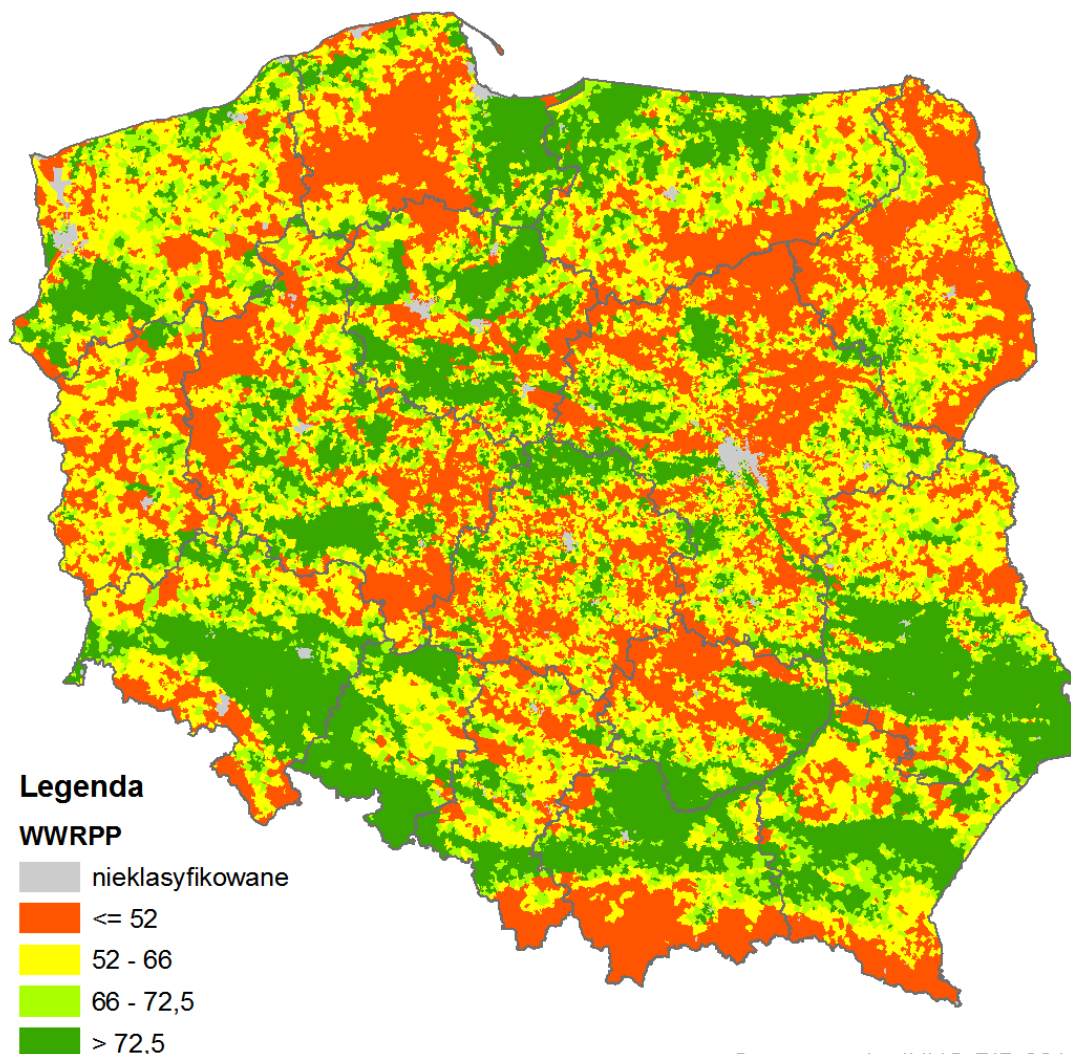 Legenda
WWRPP
nieklasyfikowane
<= 52
52 - 66
66 - 72,5
> 72,5